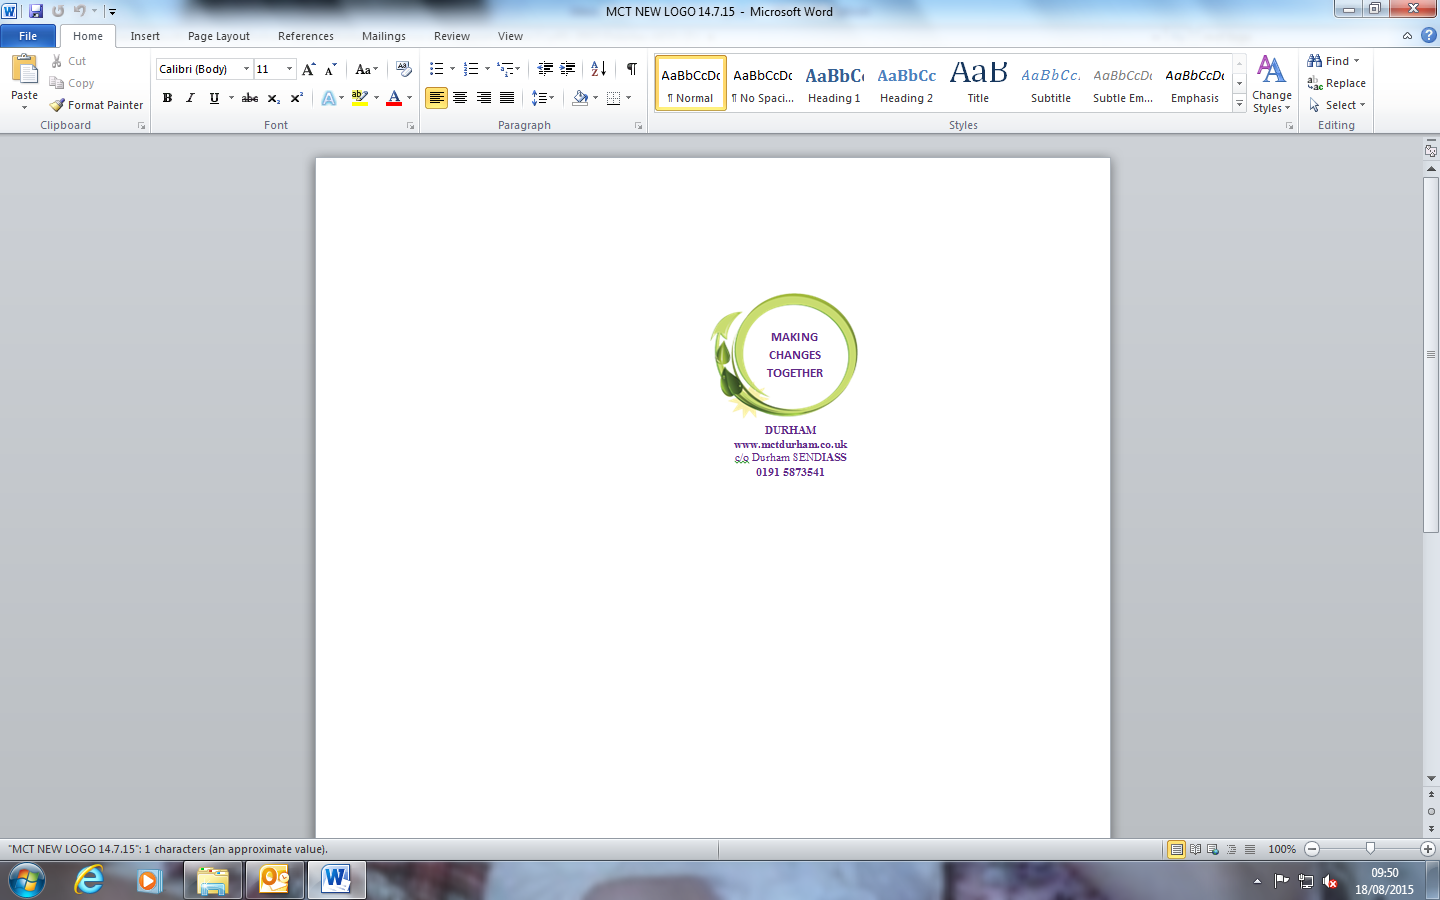 MCT NEW LOGO 14.7.15 - Microsoft Word
File Home Insert Page Layout References Mailings Review View
Paste
Cut
Copy
Format Painter
Clipboard
Calibri (Body) 11
Font
Paragraph
AaBbCcDc AaBbCcDc AaBbCc AaBbCc AaB AaBbCc. AaBbCcDc AaBbCcDc
¶ Normal ¶ No Spaci... Heading 1 Heading 2 Title Subtitle Subtle Em... Emphasis
Styles
Change
Styles
Find
Replace
Select
Editing
MAKING
CHANGES
TOGETHER
DURHAM
www.mctdurham.co.uk
c/o Durham SENDIASS
0191 5873541
"MCT NEW LOGO 14.7.15": 1 characters (an approximate value).
100%
09:50
18/08/2015